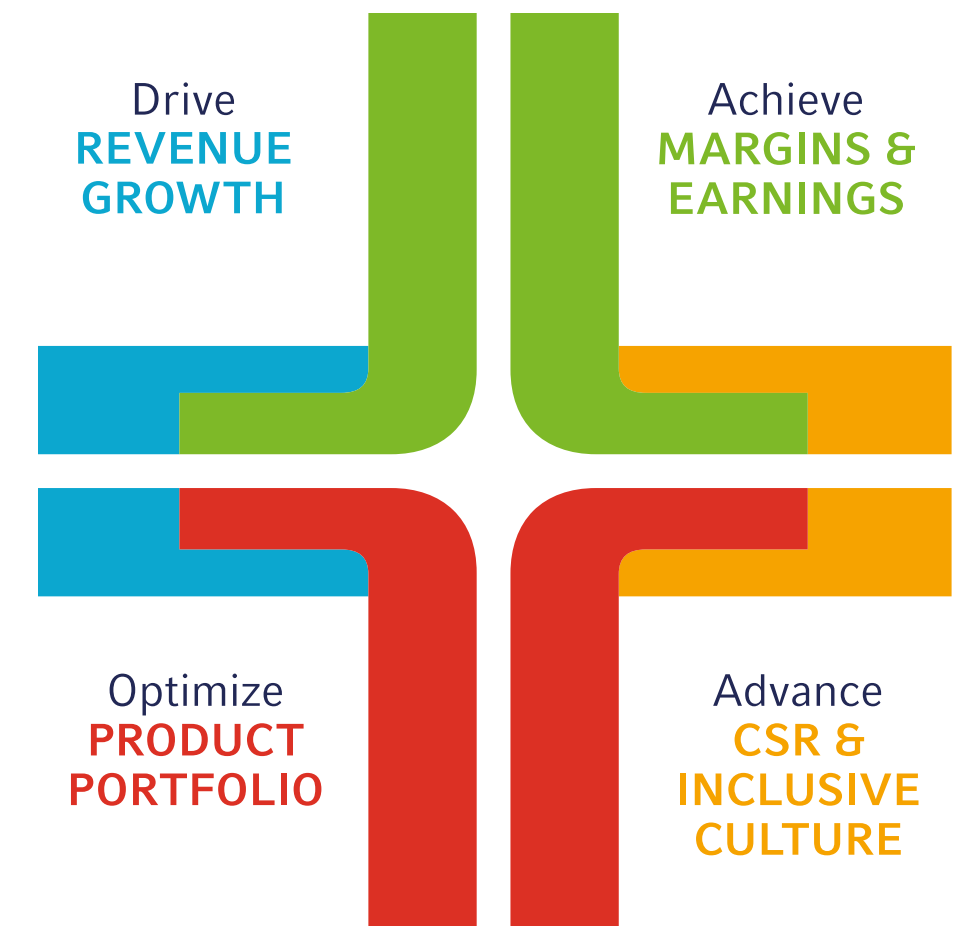 Drive
REVENUE
GROWTH
Achieve
MARGINS &
EARNINGS
Optimize
PRODUCT
PORTFOLIO
Advance
CSR &
INCLUSIVE
CULTURE